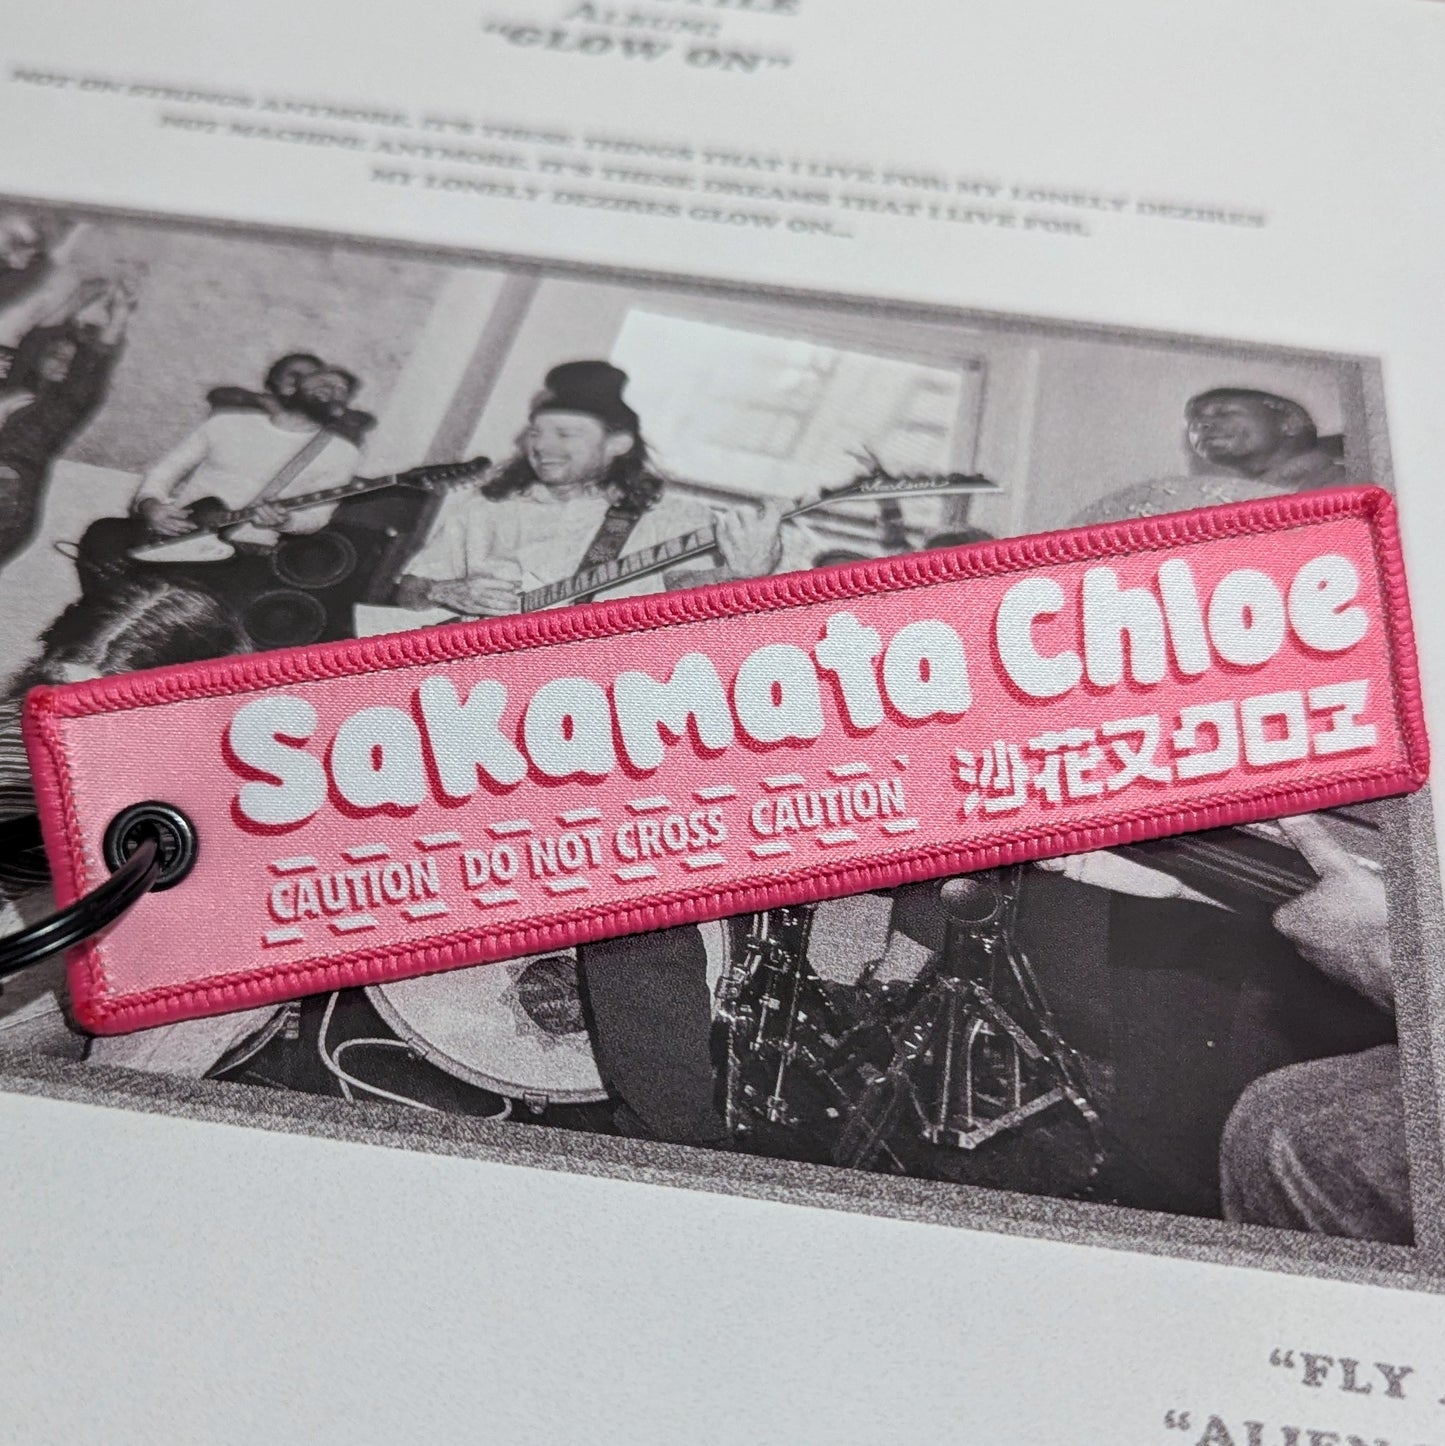 ALBUM:
“GLOW ON”
NOT ON STRINGS ANYMORE. IT'S THESE THINGS THAT I LIVE FOR: MY LONELY DEZIRES
NOT MACHINE ANYMORE. IT'S THESE DREAMS THAT I LIVE FOR.
MY LONELY DEZIRES GLOW ON...
Sakamata Chloe
CAUTION DO NOT CROSS CAUTION
沙花叉クロヱ
“FLY
“ALIEN